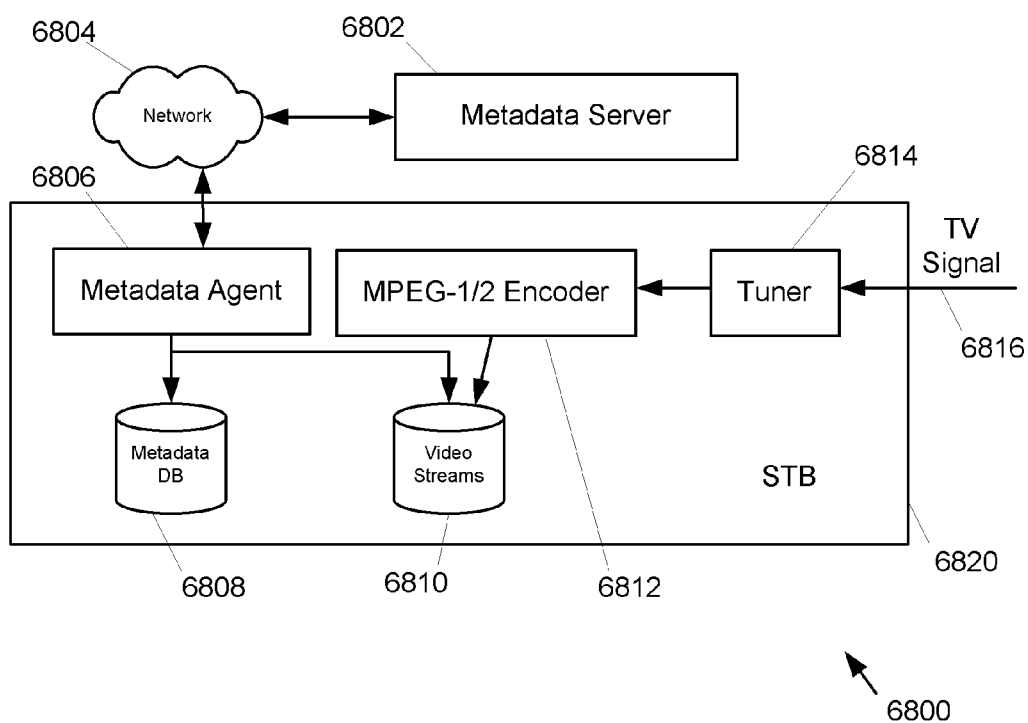 6804
6802
Network
Metadata Server
6806
6814
TV
Signal
Metadata Agent
MPEG-1/2 Encoder
Tuner
6816
Metadata
DB
Video
Streams
STB
6808
6810
6812
6820
6800